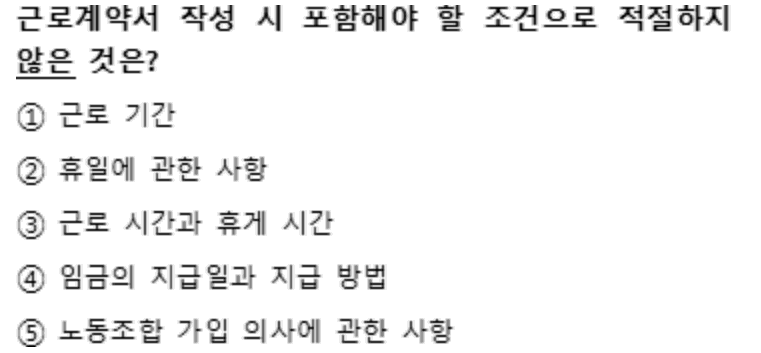 근로계약서 작성 시 포함해야 할 조건으로 적절하지
않은 것은?
① 근로 기간
② 휴일에 관한 사항
③ 근로 시간과 휴게 시간
④ 임금의 지급일과 지급 방법
⑤ 노동조합 가입 의사에 관한 사항